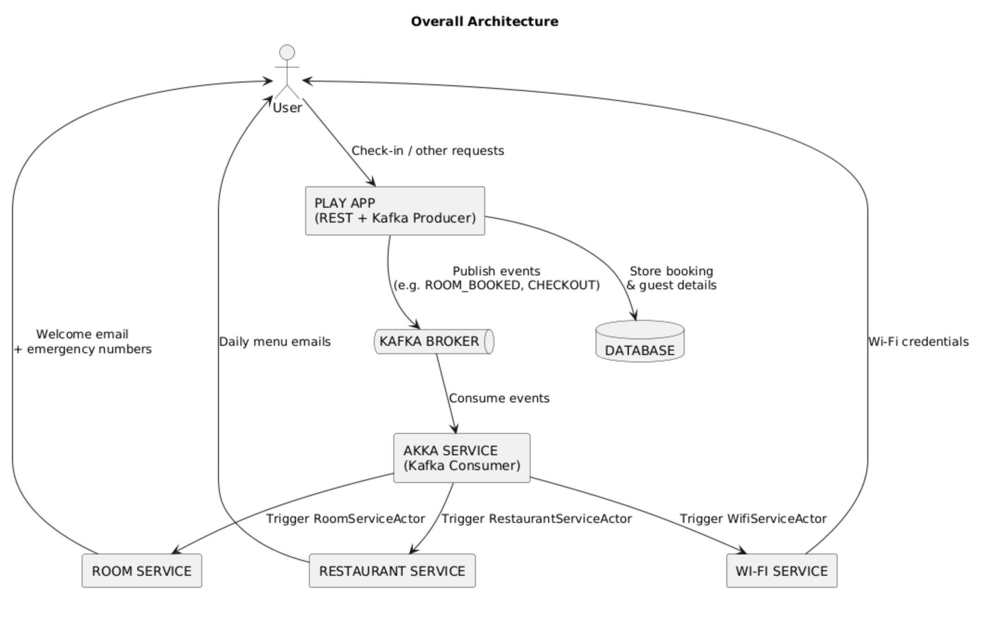 Overall Architecture
User
Check-in / other requests
PLAY APP
(REST + Kafka Producer)
Publish events
(e.g. ROOM_BOOKED, CHECKOUT)
Store booking
& guest details
Welcome email
+ emergency numbers
Daily menu emails
KAFKA BROKER
DATABASE
Wi-Fi credentials
Consume events
AKKA SERVICE
(Kafka Consumer)
Trigger RoomServiceActor
Trigger RestaurantServiceActor
Trigger WifiServiceActor
ROOM SERVICE
RESTAURANT SERVICE
WI-FI SERVICE